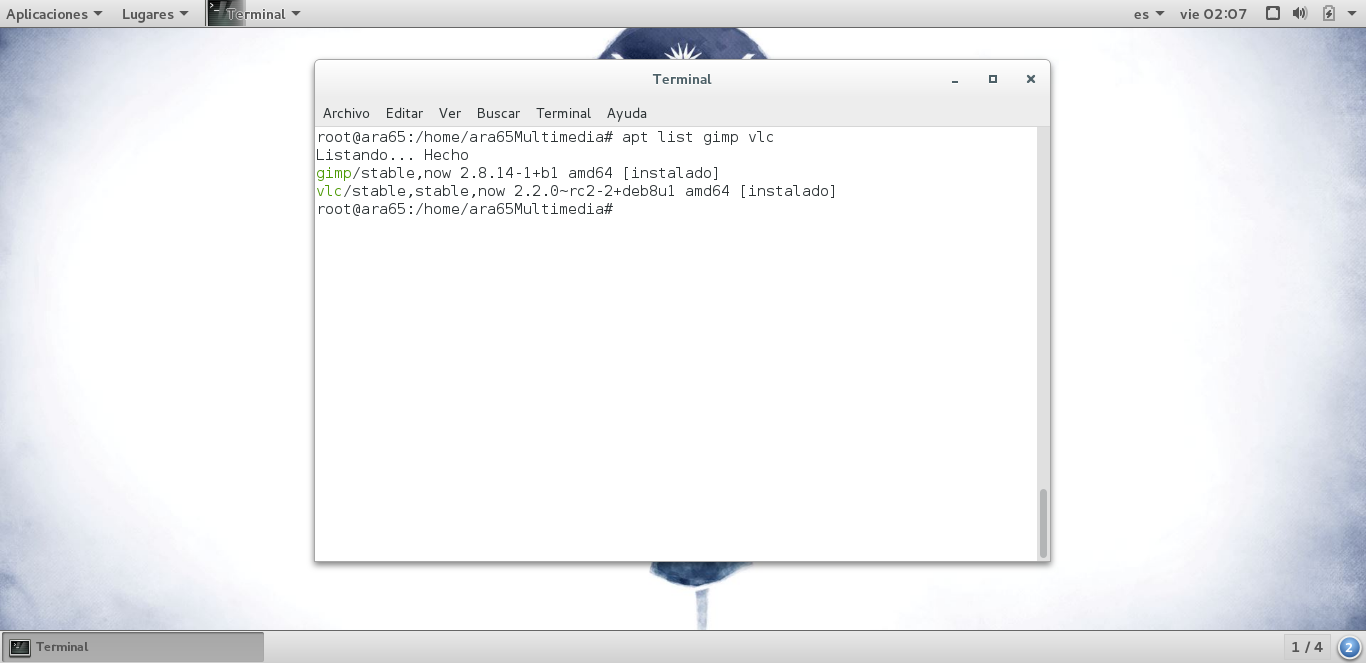 Aplicaciones Lugares Terminal es vie 02:07
Terminal
Archivo Editar Ver Buscar Terminal Ayuda
root@ara65:/home/ara65Multimedia# apt list gimp vlc
Listando... Hecho
gimp/stable,now 2.8.14-1+b1 amd64 [instalado]
vlc/stable,stable,now 2.2.0~rc2-2+deb8u1 amd64 [instalado]
root@ara65:/home/ara65Multimedia#
Terminal 1 / 4 2